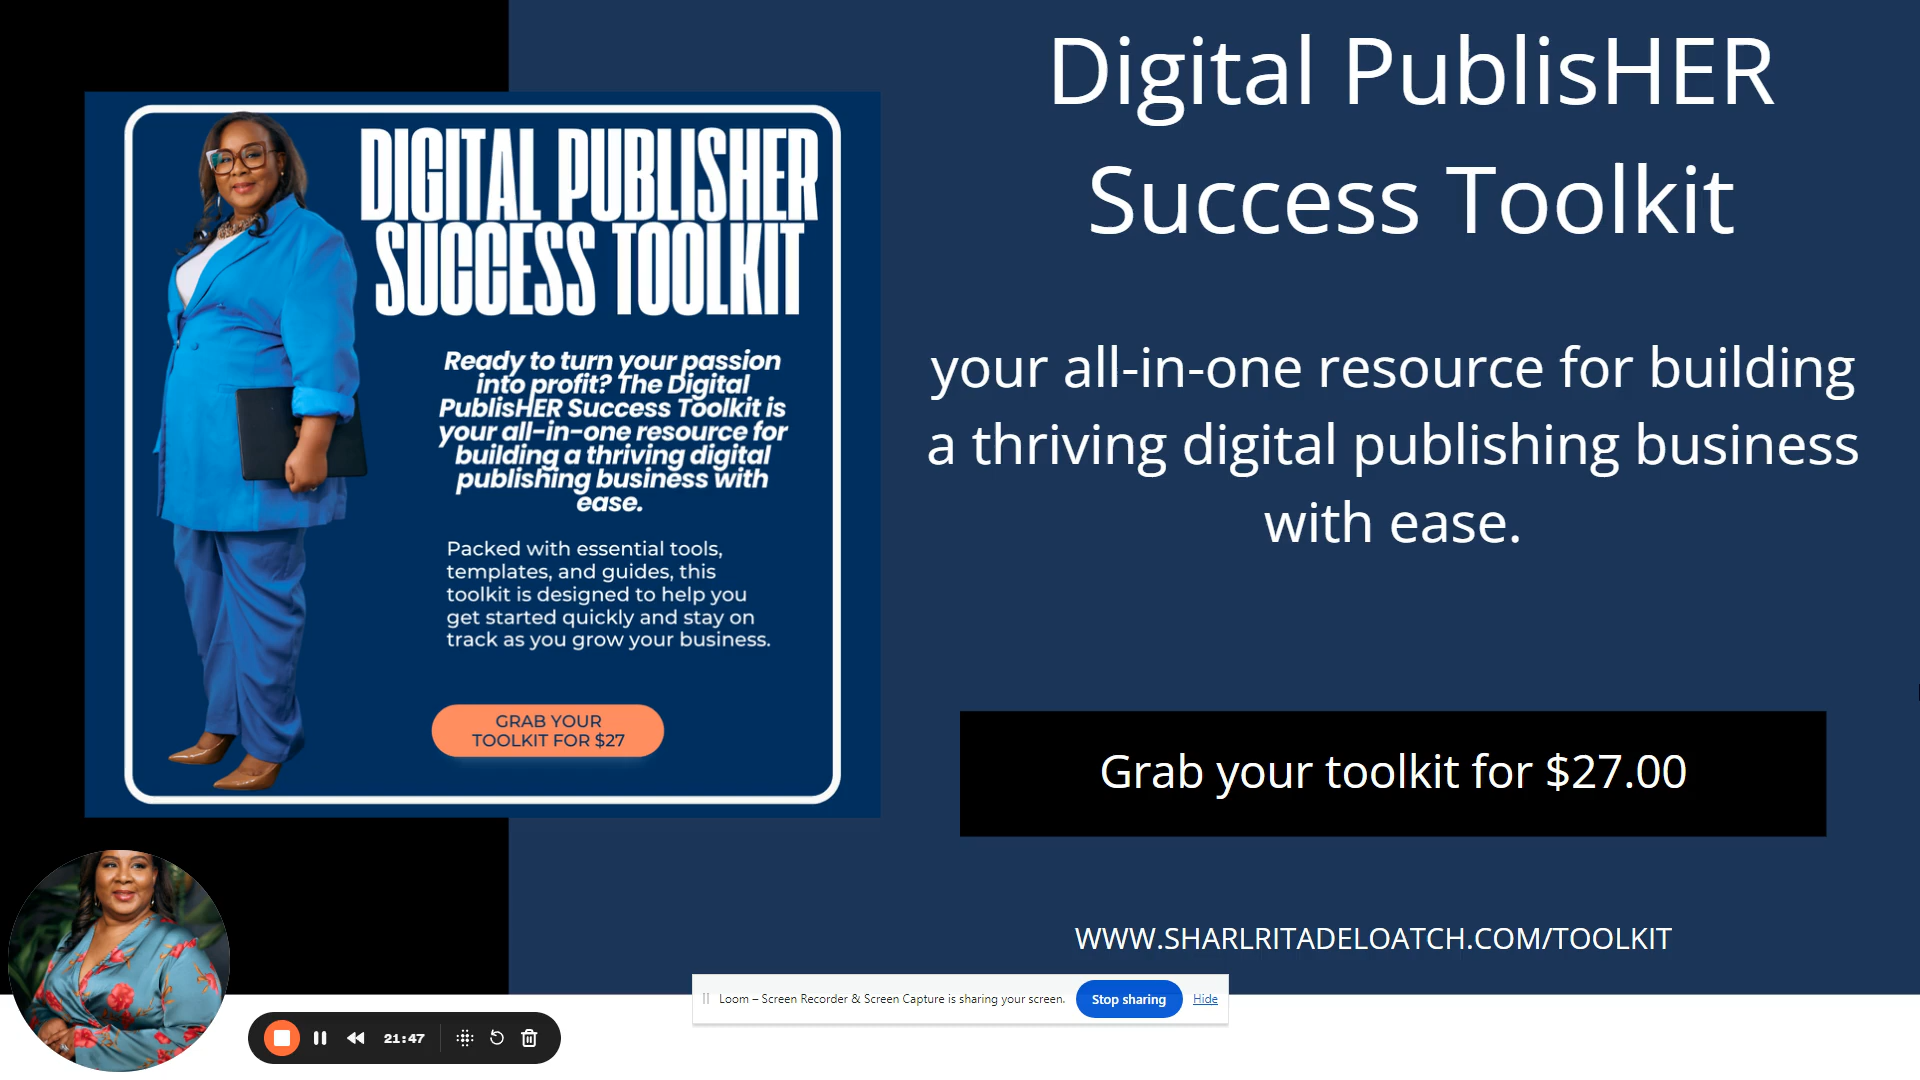 DIGITAL PUBLISHER
SUCCESS TOOLKIT
Ready to turn your passion
into profit? The Digital
PublisHER Success Toolkit is
your all-in-one resource for
building a thriving digital
publishing business with
ease.
Packed with essential tools,
templates, and guides, this
toolkit is designed to help you
get started quickly and stay on
track as you grow your business.
GRAB YOUR
TOOLKIT FOR $27
Digital PublisHER
Success Toolkit
your all-in-one resource for building
a thriving digital publishing business
with ease.
Grab your toolkit for $27.00
WWW.SHARLRITADELOATCH.COM/TOOLKIT
Loom – Screen Recorder & Screen Capture is sharing your screen. Stop sharing Hide
21:47